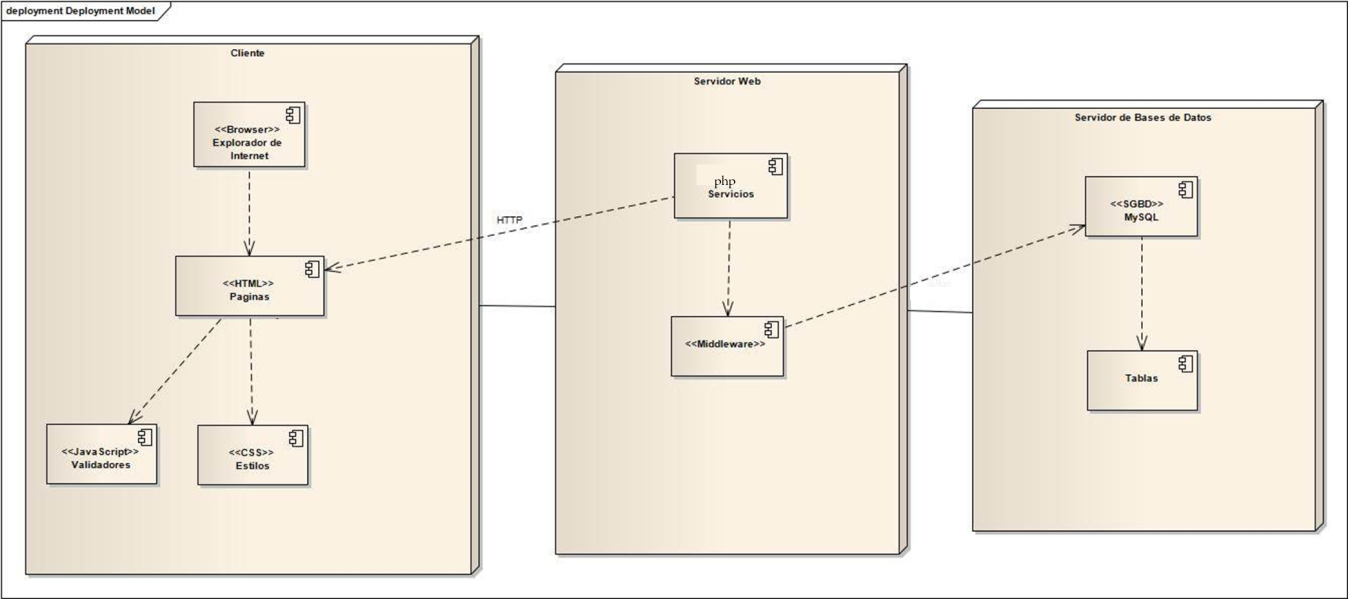 deployment Deployment Model
Cliente
<<Browser>>
Explorador de
Internet
<<HTML>>
Paginas
<<JavaScript>>
Validadores
<<CSS>>
Estilos
HTTP
Servidor Web
php
Servicios
<<Middleware>>
Servidor de Bases de Datos
<<SGBD>>
MySQL
Tablas